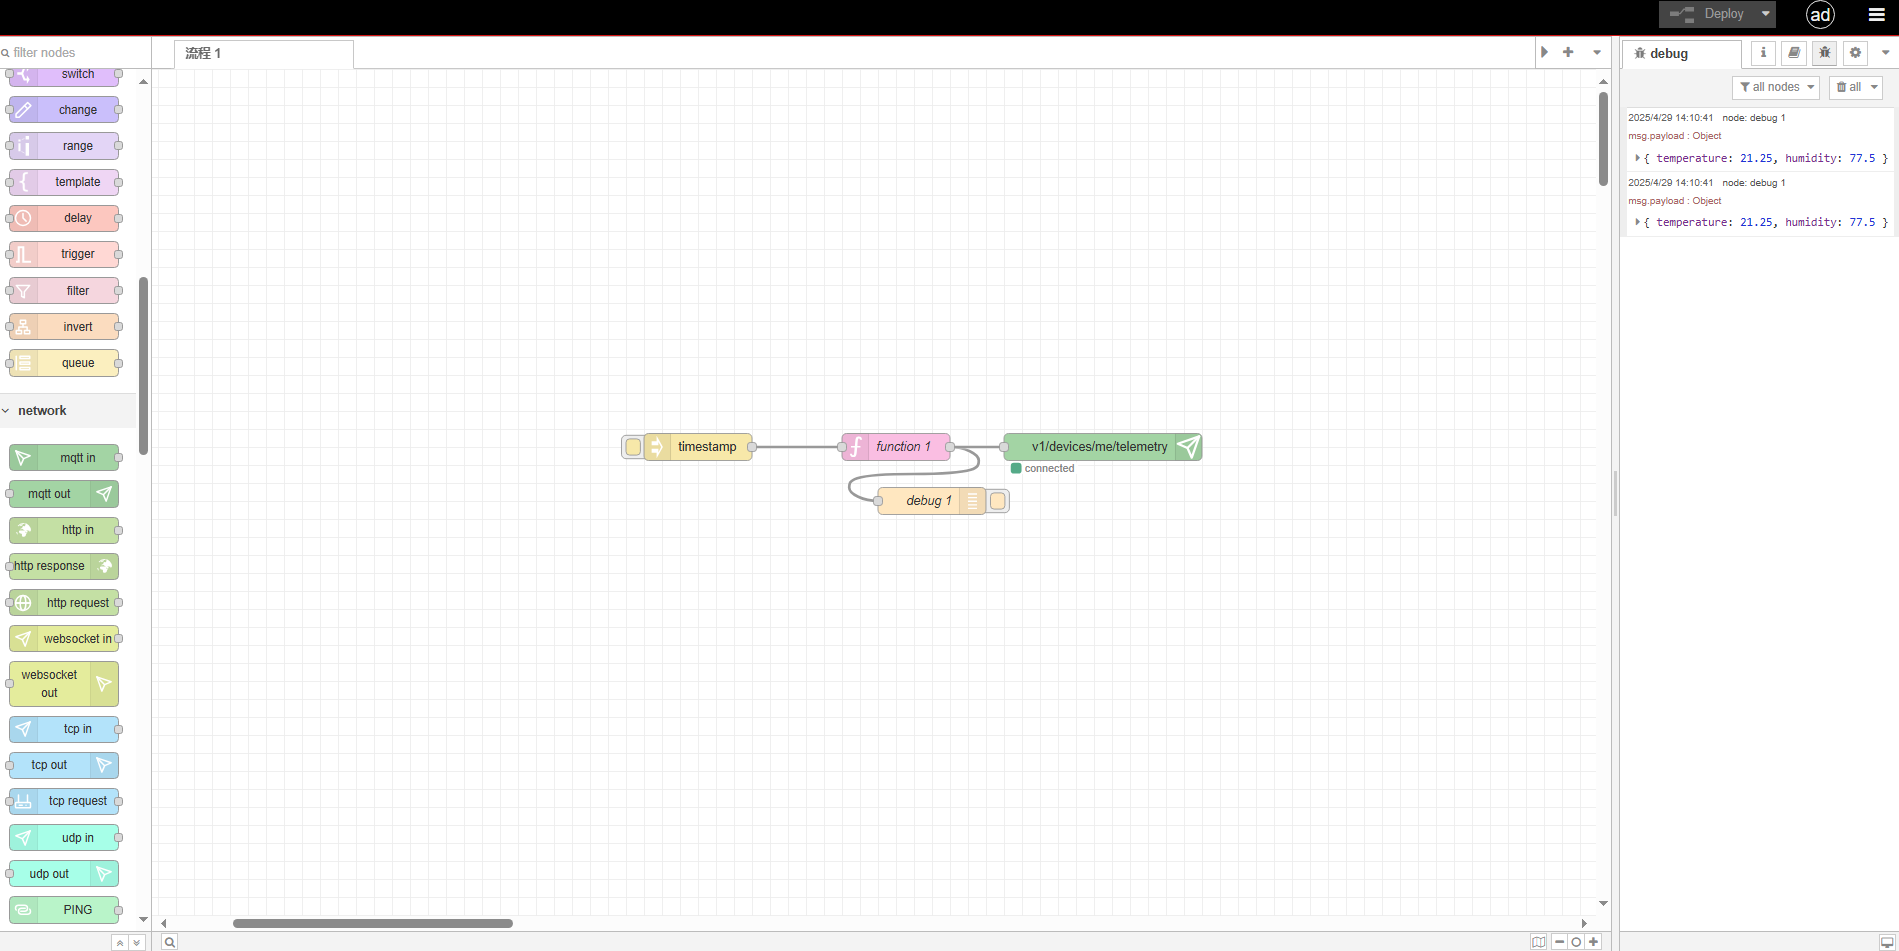 Deploy
ad
filter nodes
流程 1
debug
i
all nodes
all
switch
change
range
template
delay
trigger
filter
invert
queue
network
mqtt in
mqtt out
http in
http response
http request
websocket in
websocket
out
tcp in
tcp out
tcp request
udp in
udp out
PING
timestamp
function 1
v1/devices/me/telemetry
connected
debug 1
2025/4/29 14:10:41 node: debug 1
msg.payload : Object
{ temperature: 21.25, humidity: 77.5 }
2025/4/29 14:10:41 node: debug 1
msg.payload : Object
{ temperature: 21.25, humidity: 77.5 }